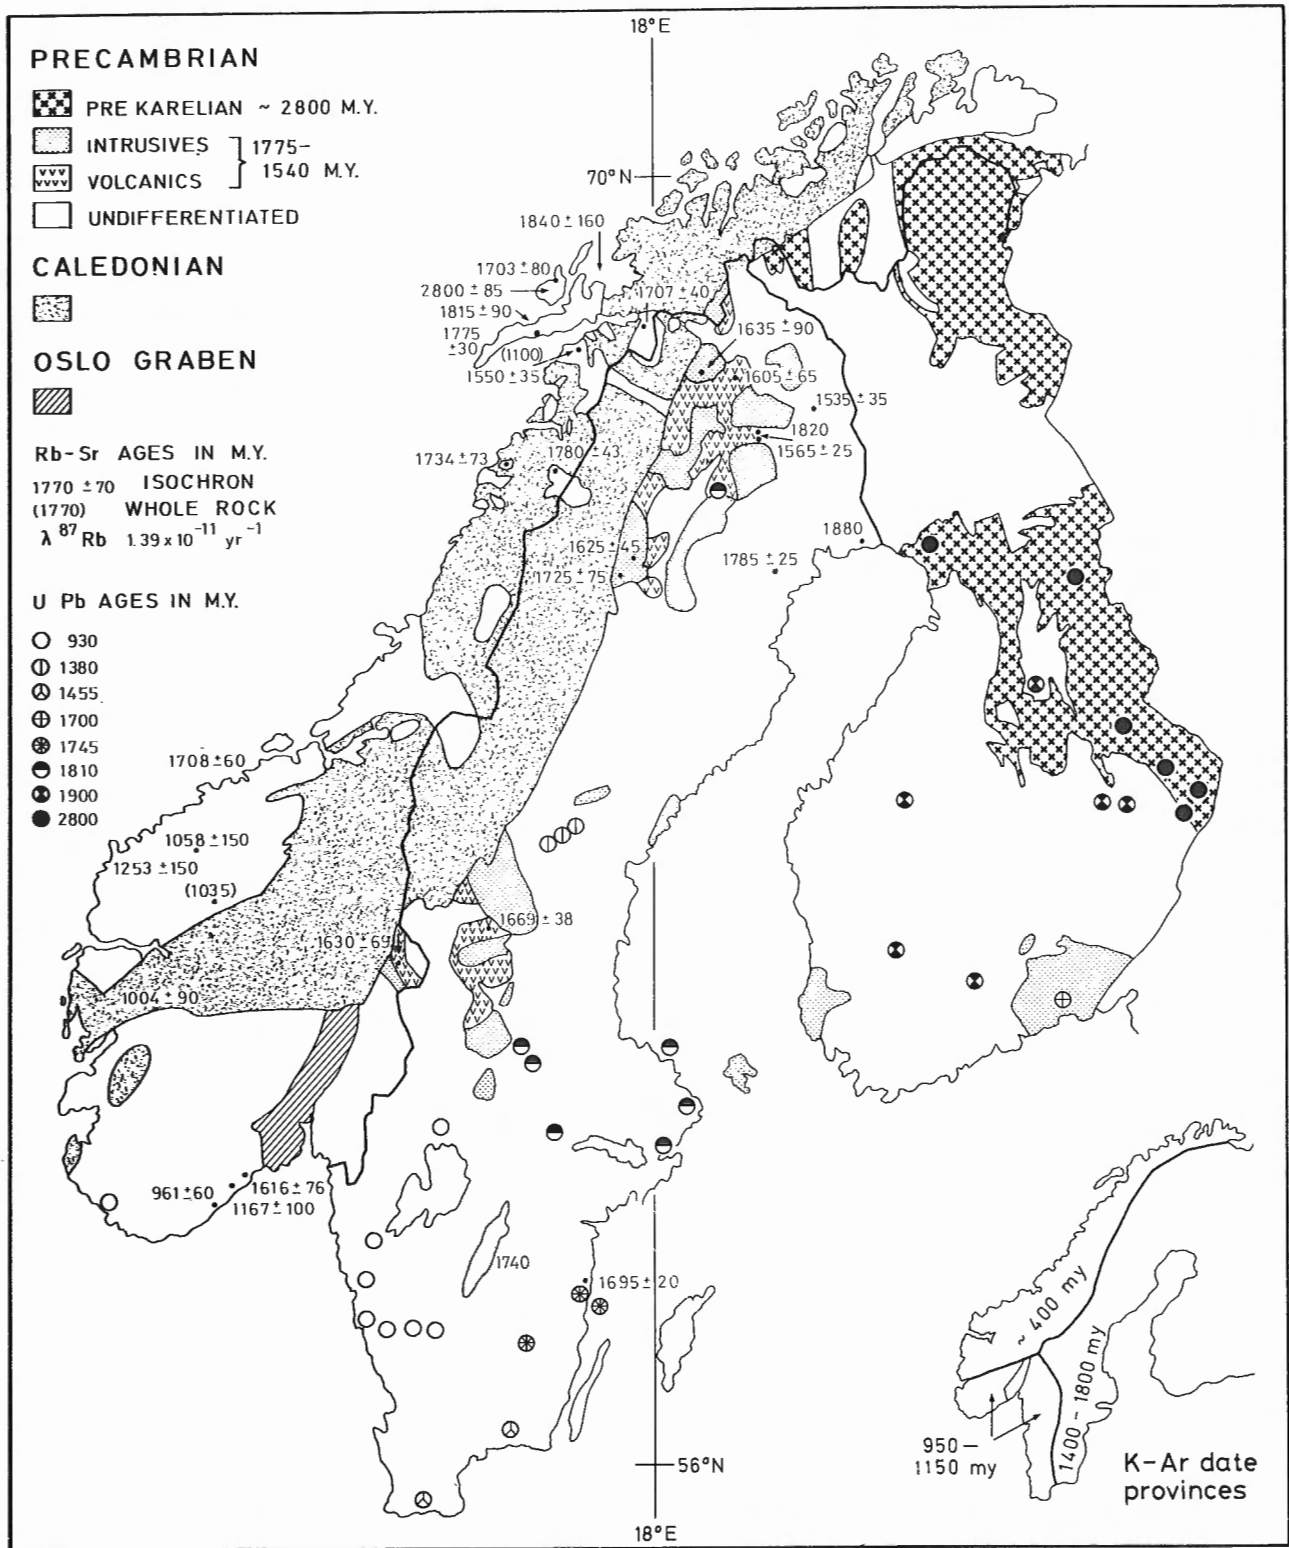 18°E
PRECAMBRIAN
PRE KARELIAN ~ 2800 M.Y.
INTRUSIVES
VOLCANICS
1775–
1540 M.Y.
UNDIFFERENTIATED
CALEDONIAN
OSLO GRABEN
Rb-Sr AGES IN M.Y.
1770 ± 70 ISOCHRON
(1770) WHOLE ROCK
λ ⁸⁷Rb 1.39 x 10⁻¹¹ yr⁻¹
U Pb AGES IN M.Y.
930
1380
1455
1700
1745
1810
1900
2800
70°N
1840 ± 160
1703 ± 80
2800 ± 85
1815 ± 90
1775
±30
(1100)
1550 ± 35
1707 ± 40
1635 ± 90
1605 ± 65
1535 ± 35
1820
1565 ± 25
1734 ± 73
1780 ± 43
1880
1785 ± 25
1625 ± 45
1725 ± 75
1708 ± 60
1058 ± 150
1253 ± 150
(1035)
1669 ± 38
1630 ± 69
1004 ± 90
961 ± 60
1616 ± 76
1167 ± 100
1740
1695 ± 20
56°N
18°E
~ 400 my
1400 – 1800 my
950 –
1150 my
K-Ar date
provinces